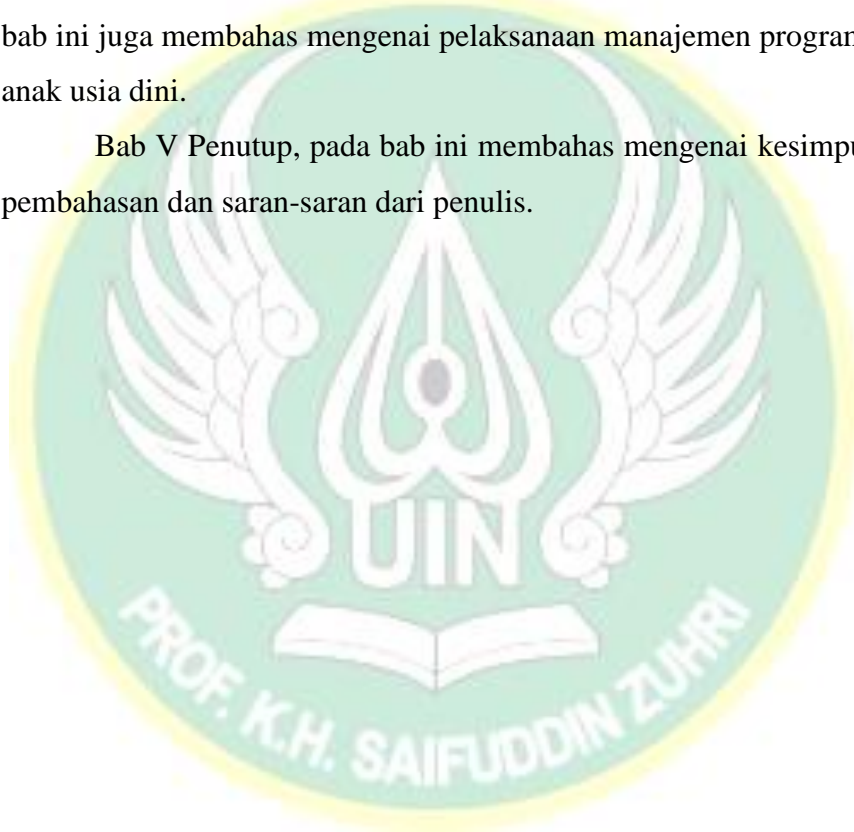 bab ini juga membahas mengenai pelaksanaan manajemen program
anak usia dini.
Bab V Penutup, pada bab ini membahas mengenai
pembahasan dan saran-saran dari penulis.
UIN
PROF. K.H. SAIFUDDIN ZUHRI